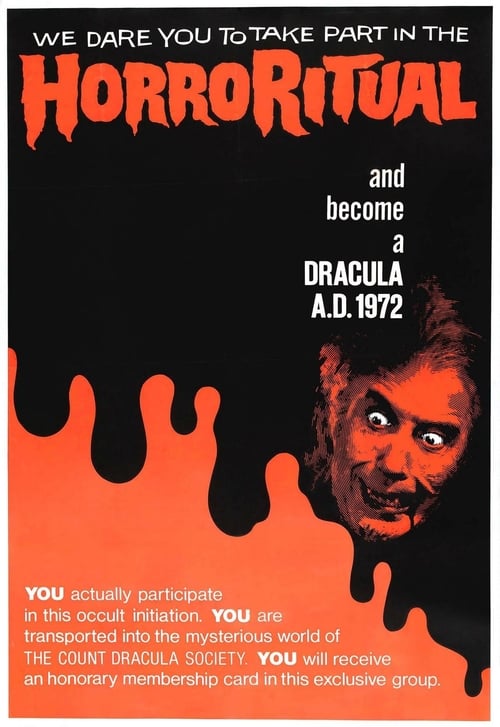 WE DARE YOU TO TAKE PART IN THE
HORRORITUAL
and
become
a
DRACULA
A.D. 1972
YOU actually participate
in this occult initiation. YOU are
transported into the mysterious world of
THE COUNT DRACULA SOCIETY. YOU will receive
an honorary membership card in this exclusive group.